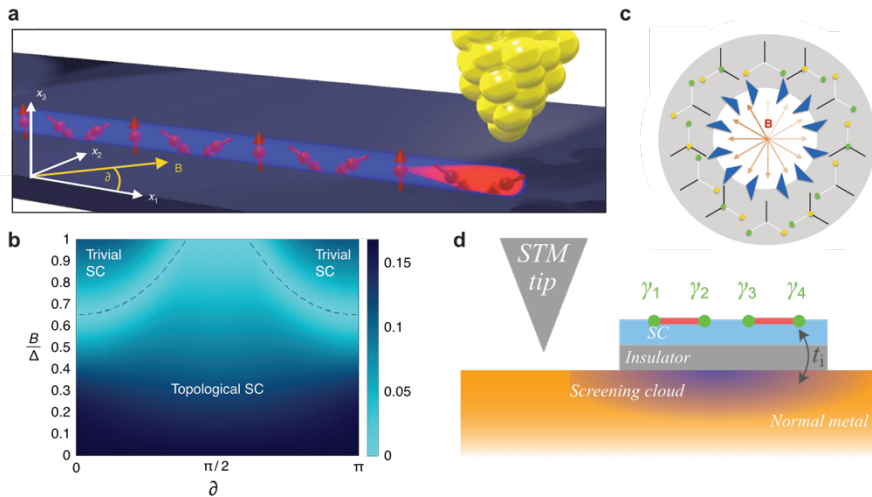 a
x3
x2
B
∂
x1
b
1
0.9
0.8
0.7
0.6
0.5
0.4
0.3
0.2
0.1
0
B
Δ
Trivial
SC
Trivial
SC
Topological SC
0
π/2
π
∂
0.15
0.1
0.05
0
c
B
d
STM
tip
γ1
γ2
γ3
γ4
SC
Insulator
ti
Screening cloud
Normal metal